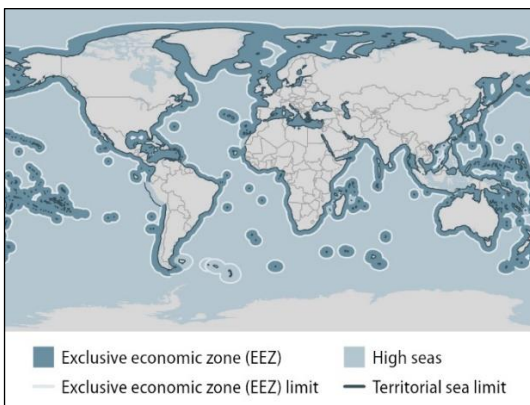 Exclusive economic zone (EEZ)
High seas
Exclusive economic zone (EEZ) limit
Territorial sea limit